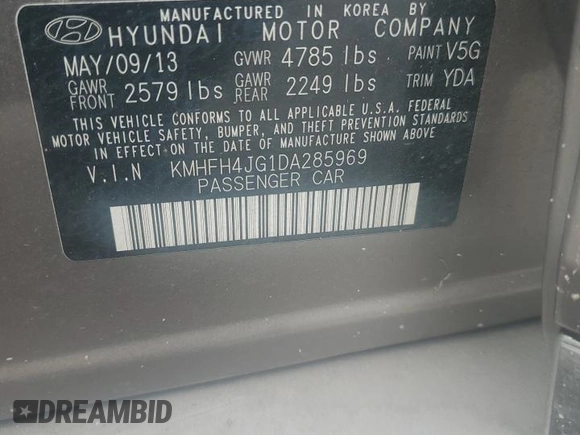 MANUFACTURED IN KOREA BY
HYUNDAI MOTOR COMPANY
MAY/09/13 GVWR 4785 lbs PAINT V5G
GAWR FRONT 2579 lbs GAWR REAR 2249 lbs TRIM YDA
THIS VEHICLE CONFORMS TO ALL APPLICABLE U.S.A. FEDERAL
MOTOR VEHICLE SAFETY, BUMPER, AND THEFT PREVENTION STANDARDS
IN EFFECT ON THE DATE OF MANUFACTURE SHOWN ABOVE.
V.I.N KMHFH4JG1DA285969
PASSENGER CAR
DREAMBID